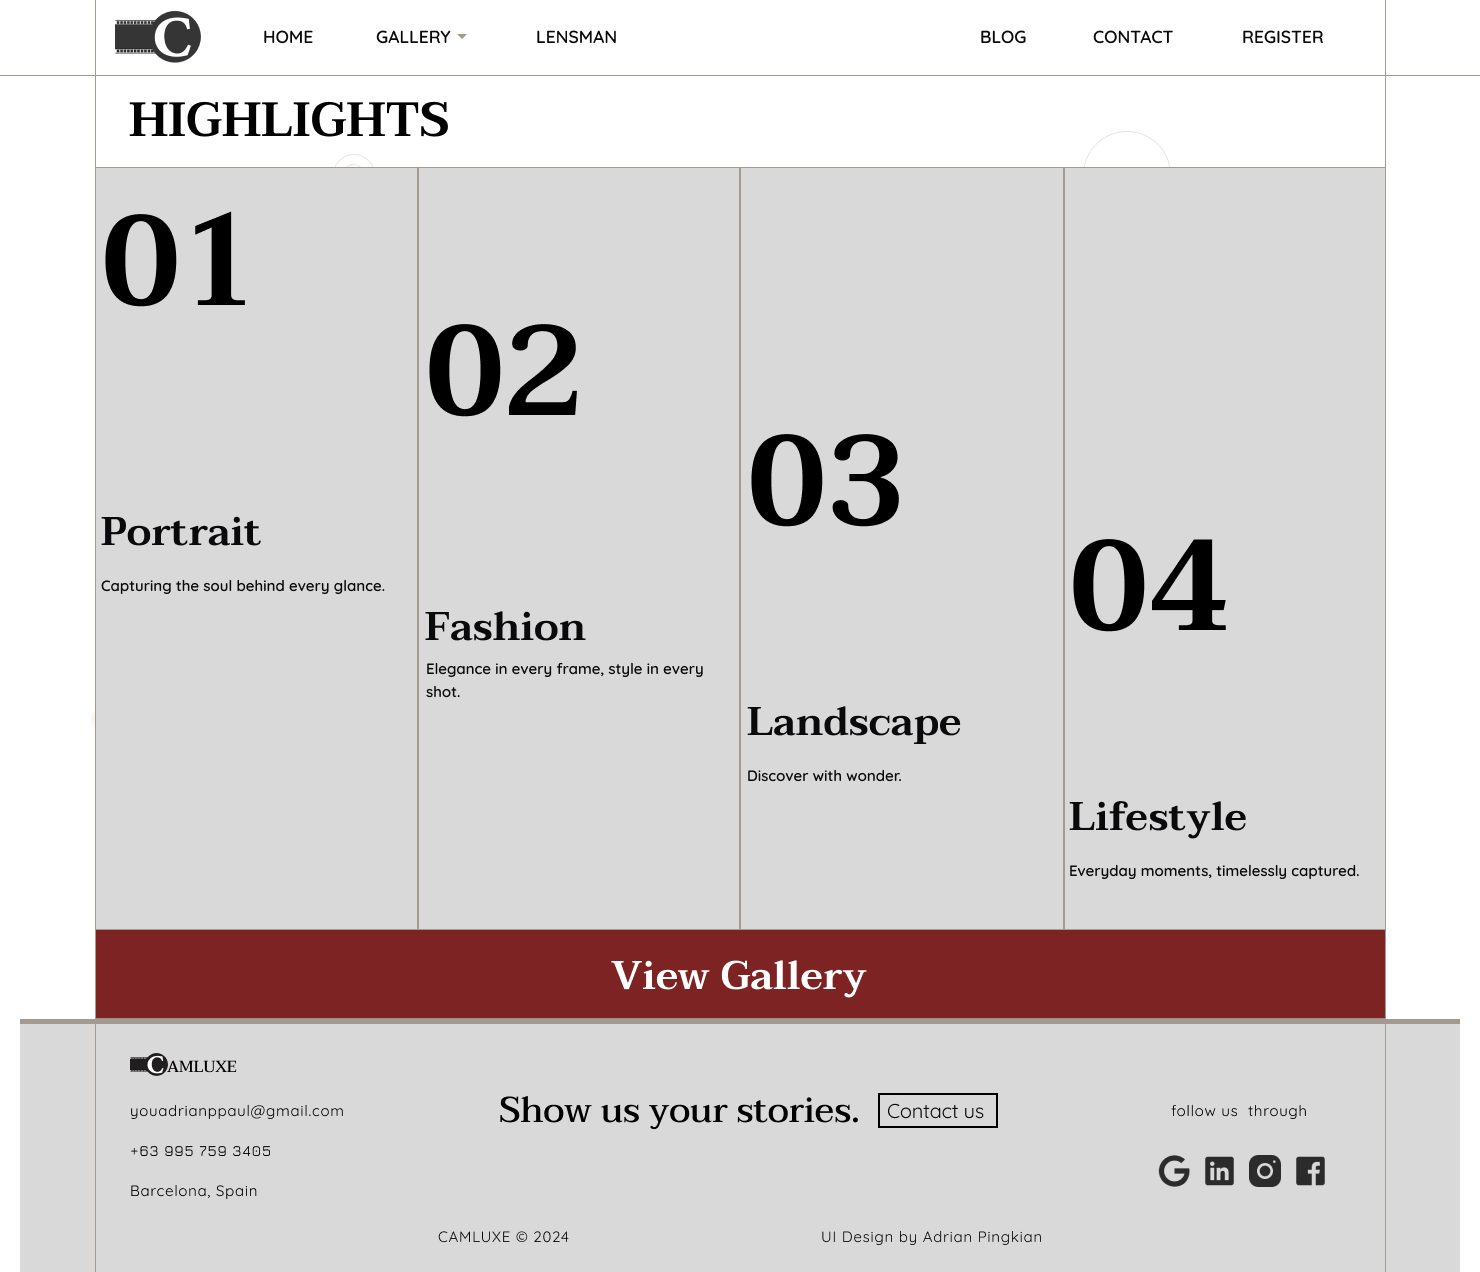 C
HOME GALLERY LENSMAN BLOG CONTACT REGISTER
HIGHLIGHTS
01
Portrait
Capturing the soul behind every glance.
02
Fashion
Elegance in every frame, style in every
shot.
03
Landscape
Discover with wonder.
04
Lifestyle
Everyday moments, timelessly captured.
View Gallery
CAMLUXE
youadrianppaul@gmail.com
+63 995 759 3405
Barcelona, Spain
Show us your stories.
Contact us
follow us through
CAMLUXE © 2024
UI Design by Adrian Pingkian